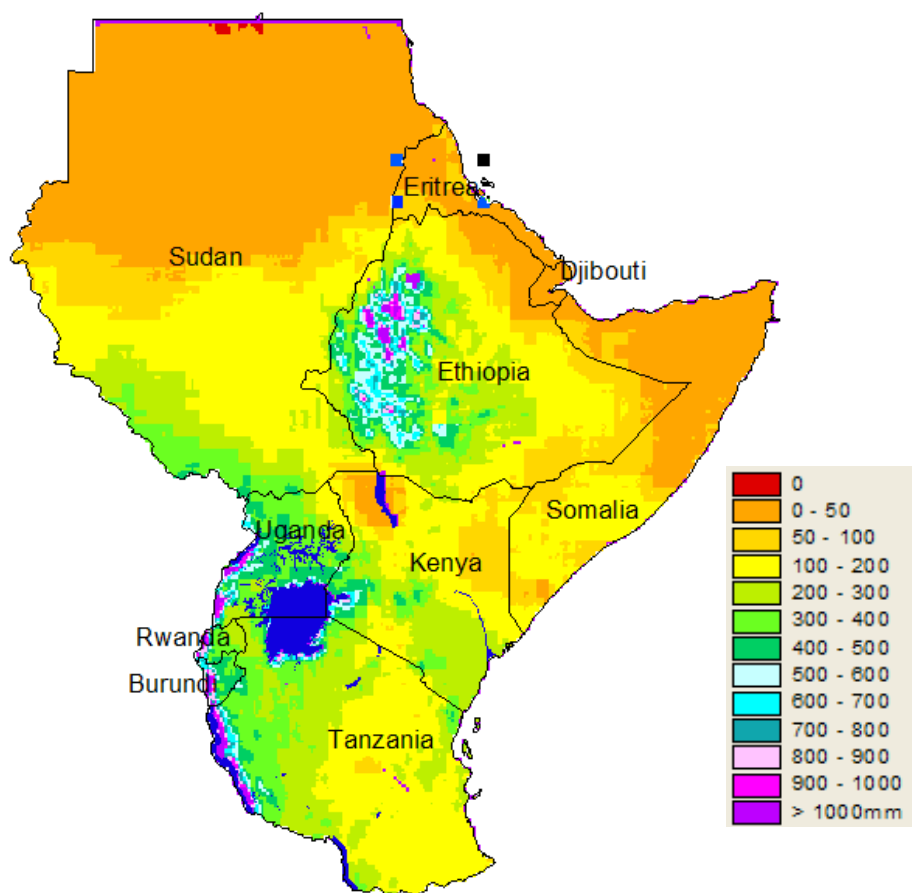 Eritrea
Sudan
Djibouti
Ethiopia
Somalia
Uganda
Kenya
Rwanda
Burundi
Tanzania
0
0 - 50
50 - 100
100 - 200
200 - 300
300 - 400
400 - 500
500 - 600
600 - 700
700 - 800
800 - 900
900 - 1000
> 1000mm